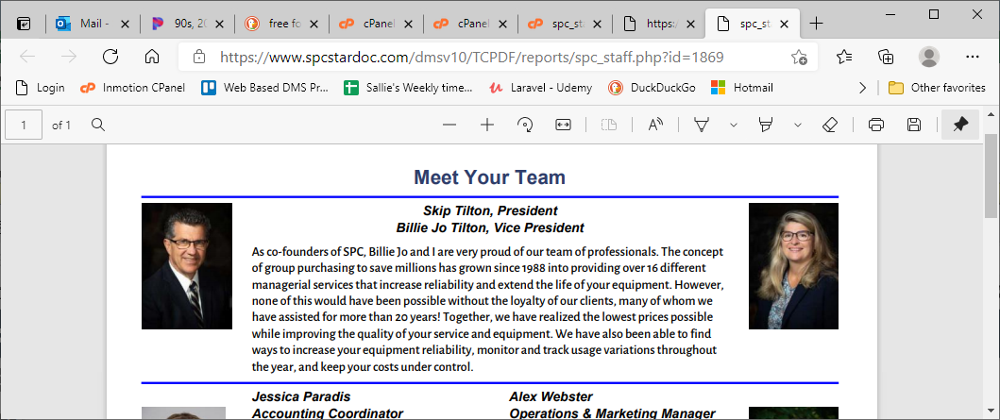 Mail -
90s, 20
free fo
cPanel
cPanel
spc_st
https:/
spc_st
https://www.spcstardoc.com/dmsv10/TCPDF/reports/spc_staff.php?id=1869
Login
Inmotion CPanel
Web Based DMS Pr...
Sallie's Weekly time...
Laravel - Udemy
DuckDuckGo
Hotmail
Other favorites
1 of 1
Meet Your Team
Skip Tilton, President
Billie Jo Tilton, Vice President
As co-founders of SPC, Billie Jo and I are very proud of our team of professionals. The concept
of group purchasing to save millions has grown since 1988 into providing over 16 different
managerial services that increase reliability and extend the life of your equipment. However,
none of this would have been possible without the loyalty of our clients, many of whom we
have assisted for more than 20 years! Together, we have realized the lowest prices possible
while improving the quality of your service and equipment. We have also been able to find
ways to increase your equipment reliability, monitor and track usage variations throughout
the year, and keep your costs under control.
Jessica Paradis
Accounting Coordinator
Alex Webster
Operations & Marketing Manager